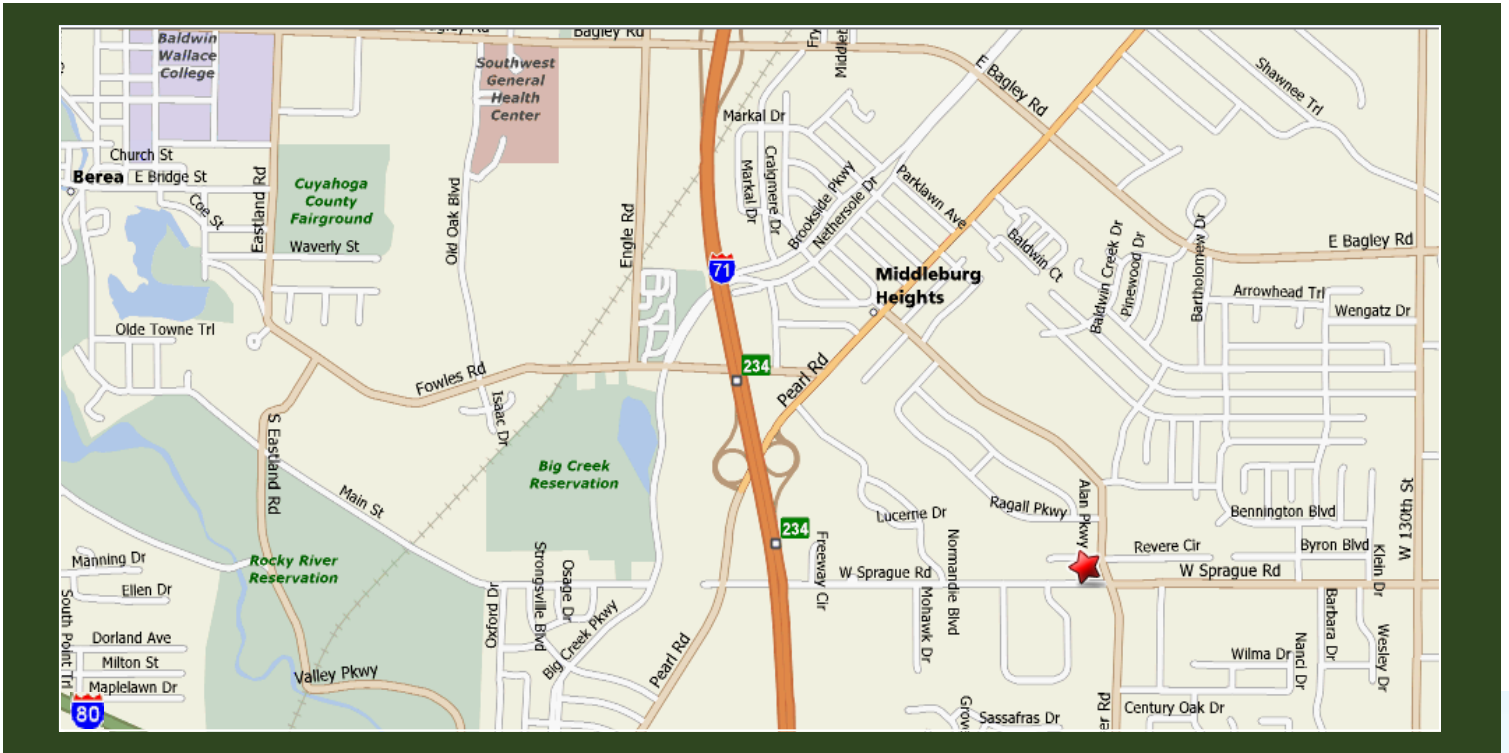 Bagley Rd
Bagley Rd
Baldwin
Wallace
College
Southwest
General
Health
Center
E Bagley Rd
Shawnee Trl
Markal Dr
Church St
Berea
E Bridge St
Coe St
Eastland Rd
Cuyahoga
County
Fairground
Waverly St
Old Oak Blvd
Engle Rd
Markal Dr
Craigmere Dr
Brookside Pkwy
Nethersole Dr
Parklawn Ave
Baldwin Ct
Baldwin Creek Dr
Pinewood Dr
Bartholomew Dr
E Bagley Rd
71
Middleburg
Heights
Arrowhead Trl
Wengatz Dr
Olde Towne Trl
Fowles Rd
234
Pearl Rd
Isaac Dr
S Eastland Rd
Big Creek
Reservation
Main St
Alan Pkwy
Ragall Pkwy
Lucerne Dr
Bennington Blvd
W 130th St
234
Normandie Blvd
Freeway Cir
Revere Cir
Byron Blvd
Klein Dr
Manning Dr
Ellen Dr
Rocky River
Reservation
Strongsville Blvd
Osage Dr
W Sprague Rd
W Sprague Rd
South Point Trl
Oxford Dr
Big Creek Pkwy
Mohawk Dr
Barbara Dr
Wesley Dr
Nancl Dr
Wilma Dr
Dorland Ave
Milton St
Maplelawn Dr
Valley Pkwy
Pearl Rd
80
Sassafras Dr
Century Oak Dr